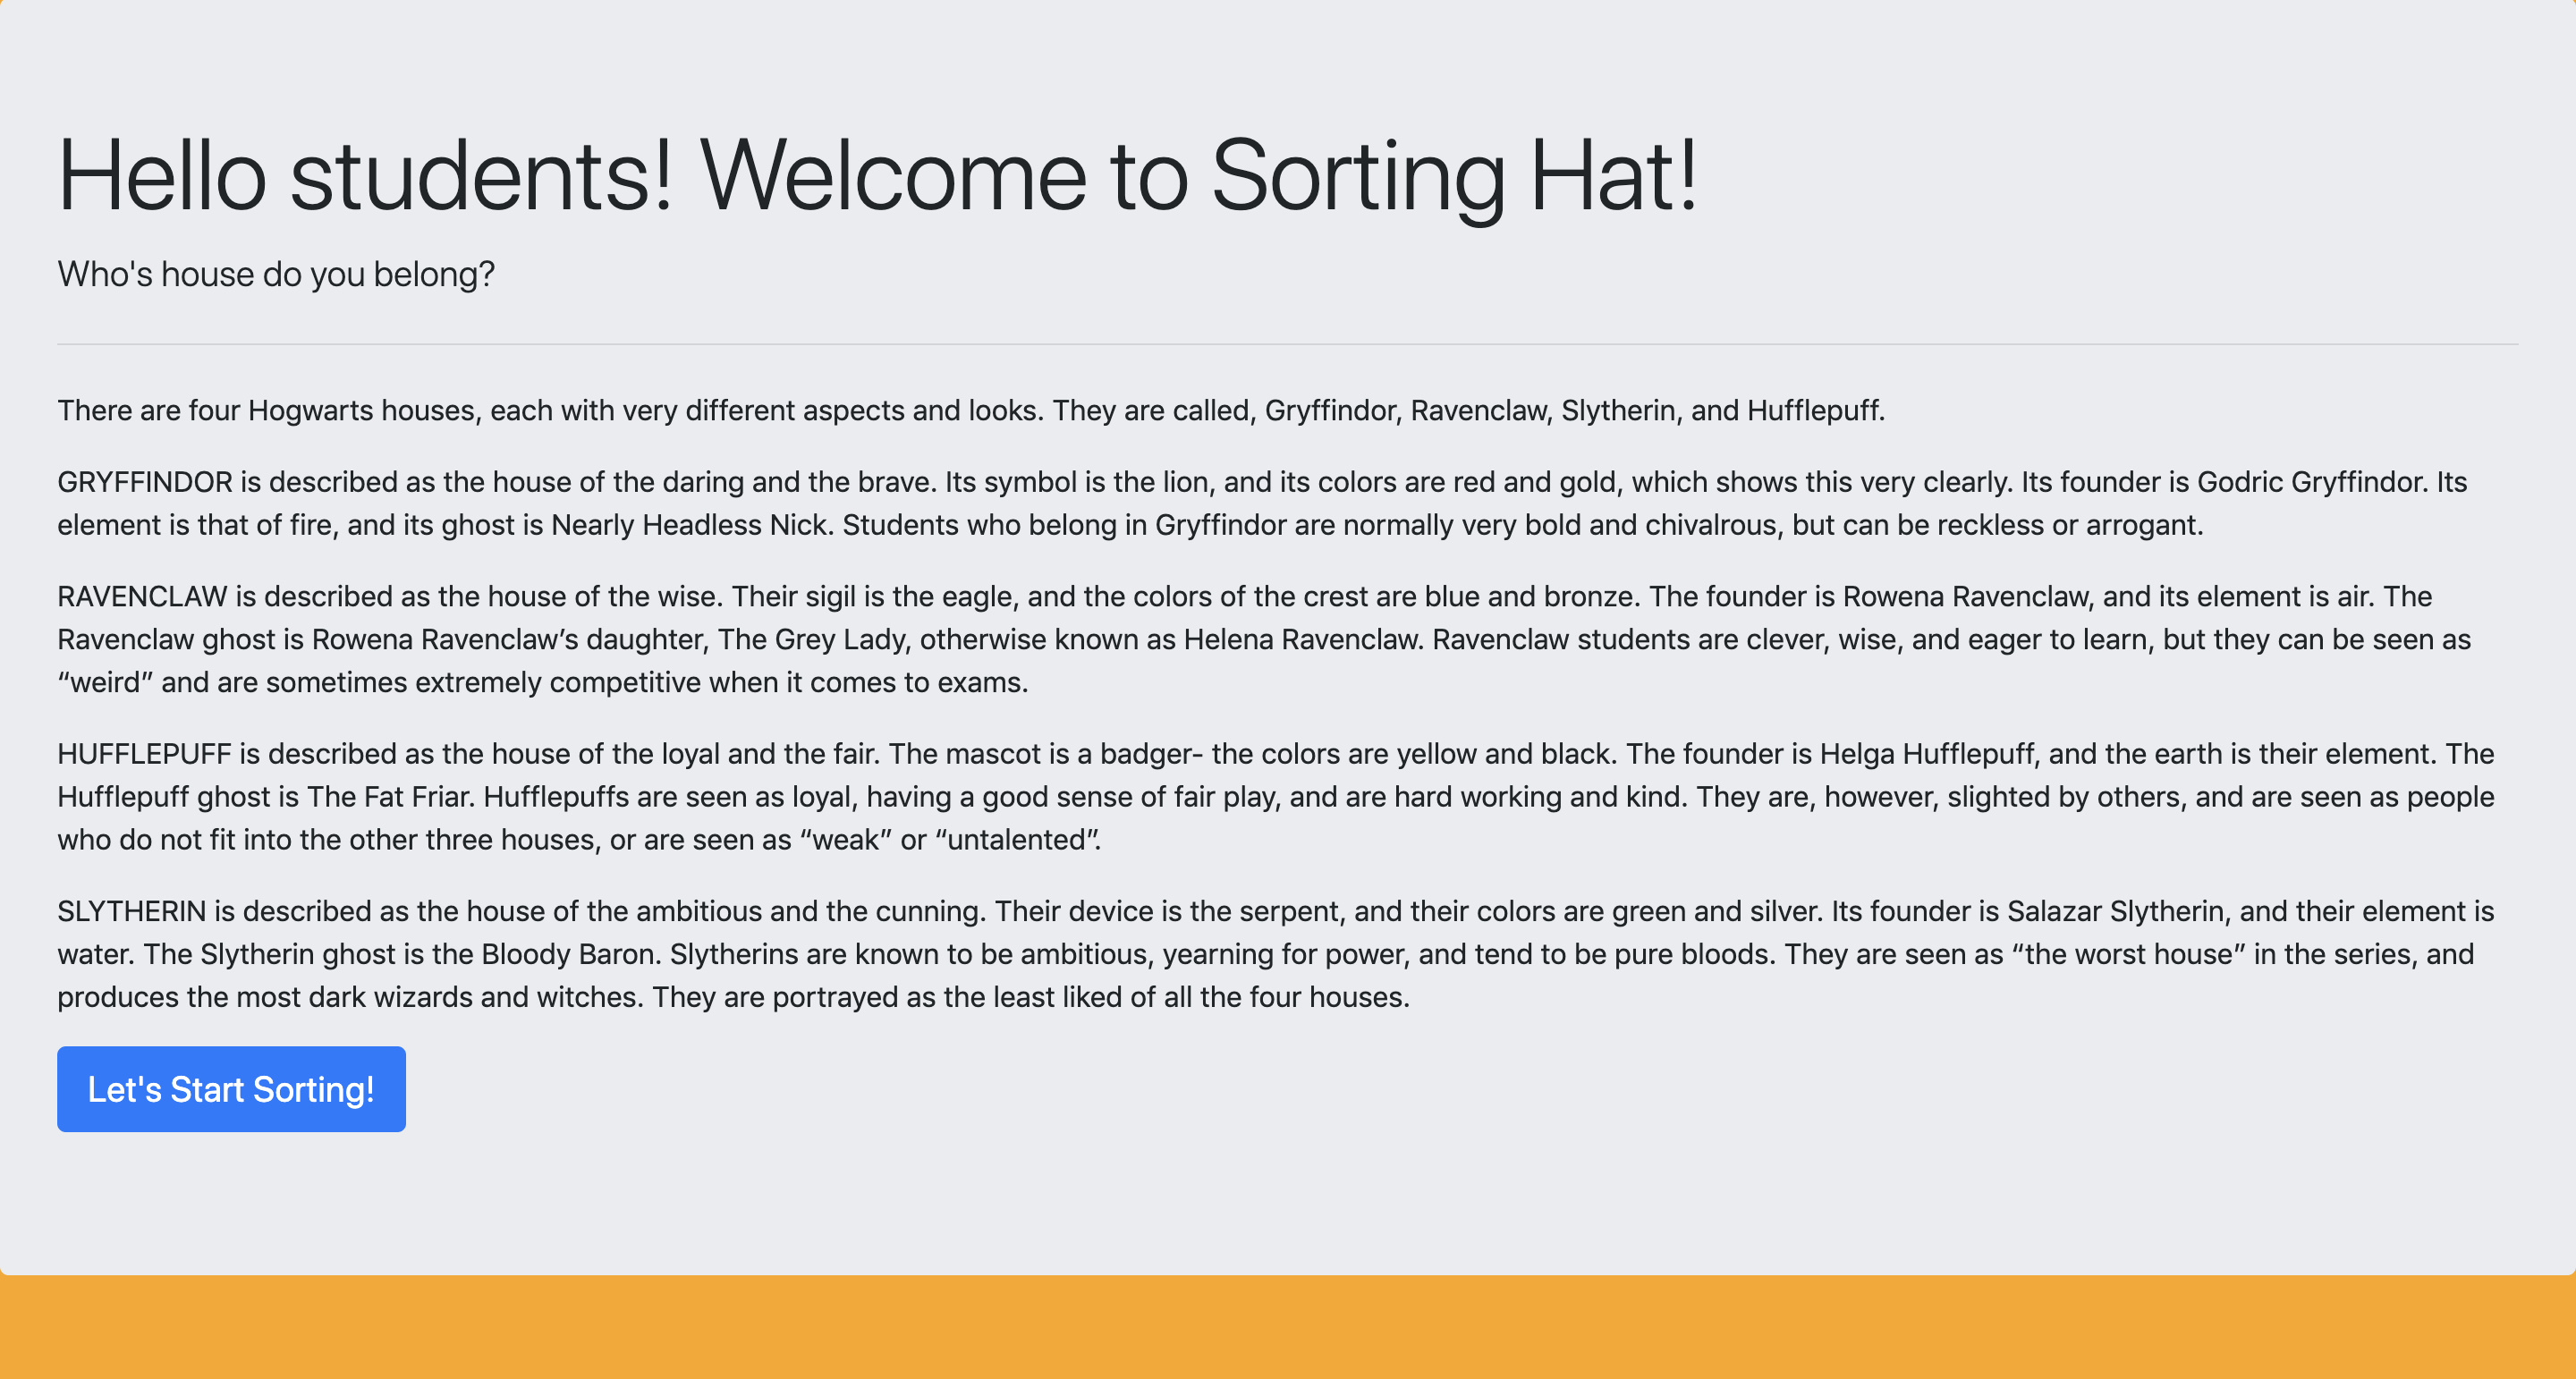 Hello students! Welcome to Sorting Hat!
Who's house do you belong?
There are four Hogwarts houses, each with very different aspects and looks. They are called, Gryffindor, Ravenclaw, Slytherin, and Hufflepuff.
GRYFFINDOR is described as the house of the daring and the brave. Its symbol is the lion, and its colors are red and gold, which shows this very clearly. Its founder is Godric Gryffindor. Its
element is that of fire, and its ghost is Nearly Headless Nick. Students who belong in Gryffindor are normally very bold and chivalrous, but can be reckless or arrogant.
RAVENCLAW is described as the house of the wise. Their sigil is the eagle, and the colors of the crest are blue and bronze. The founder is Rowena Ravenclaw, and its element is air. The
Ravenclaw ghost is Rowena Ravenclaw’s daughter, The Grey Lady, otherwise known as Helena Ravenclaw. Ravenclaw students are clever, wise, and eager to learn, but they can be seen as
“weird” and are sometimes extremely competitive when it comes to exams.
HUFFLEPUFF is described as the house of the loyal and the fair. The mascot is a badger- the colors are yellow and black. The founder is Helga Hufflepuff, and the earth is their element. The
Hufflepuff ghost is The Fat Friar. Hufflepuffs are seen as loyal, having a good sense of fair play, and are hard working and kind. They are, however, slighted by others, and are seen as people
who do not fit into the other three houses, or are seen as “weak” or “untalented”.
SLYTHERIN is described as the house of the ambitious and the cunning. Their device is the serpent, and their colors are green and silver. Its founder is Salazar Slytherin, and their element is
water. The Slytherin ghost is the Bloody Baron. Slytherins are known to be ambitious, yearning for power, and tend to be pure bloods. They are seen as “the worst house” in the series, and
produces the most dark wizards and witches. They are portrayed as the least liked of all the four houses.
Let's Start Sorting!